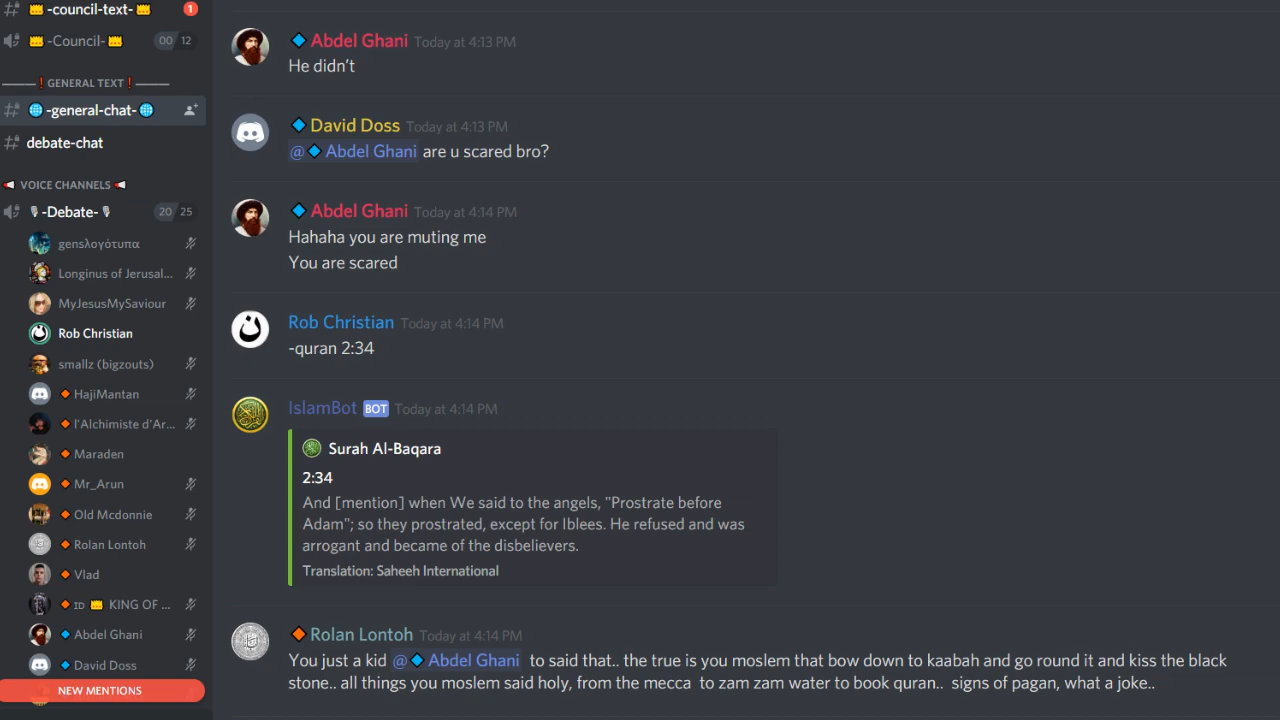 -council-text-
1
-Council-
00 12
GENERAL TEXT
-general-chat-
debate-chat
VOICE CHANNELS
-Debate-
20 25
gensλογότυπα
Longinus of Jerusal...
MyJesusMySaviour
Rob Christian
smallz (bigzouts)
HajiMantan
l'Alchimiste d'Ar...
Maraden
Mr_Arun
Old Mcdonnie
Rolan Lontoh
Vlad
ɪᴅ KING OF ...
Abdel Ghani
David Doss
NEW MENTIONS
Abdel Ghani Today at 4:13 PM
He didn't
David Doss Today at 4:13 PM
@ Abdel Ghani are u scared bro?
Abdel Ghani Today at 4:14 PM
Hahaha you are muting me
You are scared
Rob Christian Today at 4:14 PM
-quran 2:34
IslamBot BOT Today at 4:14 PM
Surah Al-Baqara
2:34
And [mention] when We said to the angels, "Prostrate before
Adam"; so they prostrated, except for Iblees. He refused and was
arrogant and became of the disbelievers.
Translation: Saheeh International
Rolan Lontoh Today at 4:14 PM
You just a kid @ Abdel Ghani to said that.. the true is you moslem that bow down to kaabah and go round it and kiss the black
stone.. all things you moslem said holy, from the mecca to zam zam water to book quran.. signs of pagan, what a joke..